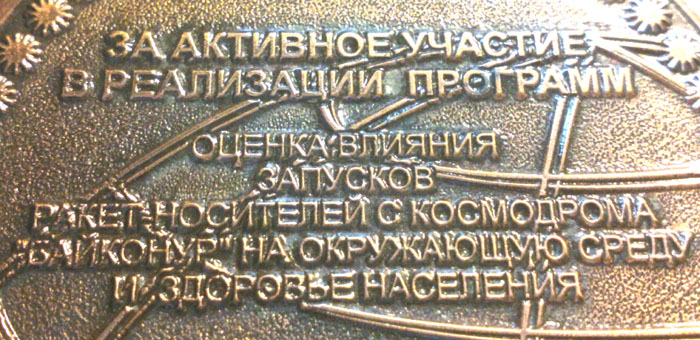 ЗА АКТИВНОЕ УЧАСТИЕ
В РЕАЛИЗАЦИИ ПРОГРАММ
ОЦЕНКА ВЛИЯНИЯ
ЗАПУСКОВ
РАКЕТ-НОСИТЕЛЕЙ С КОСМОДРОМА
"БАЙКОНУР" НА ОКРУЖАЮЩУЮ СРЕДУ
И ЗДОРОВЬЕ НАСЕЛЕНИЯ